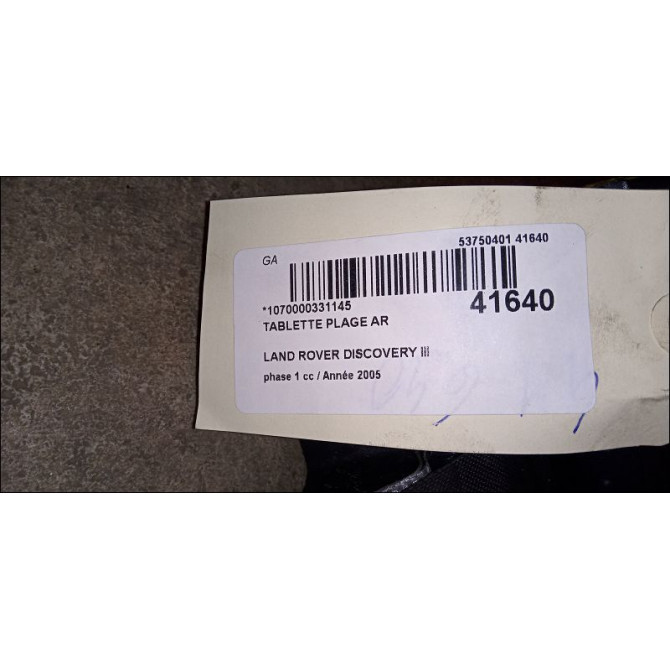 53750401 41640
GA
*1070000331145
41640
TABLETTE PLAGE AR
LAND ROVER DISCOVERY III
phase 1 cc / Année 2005